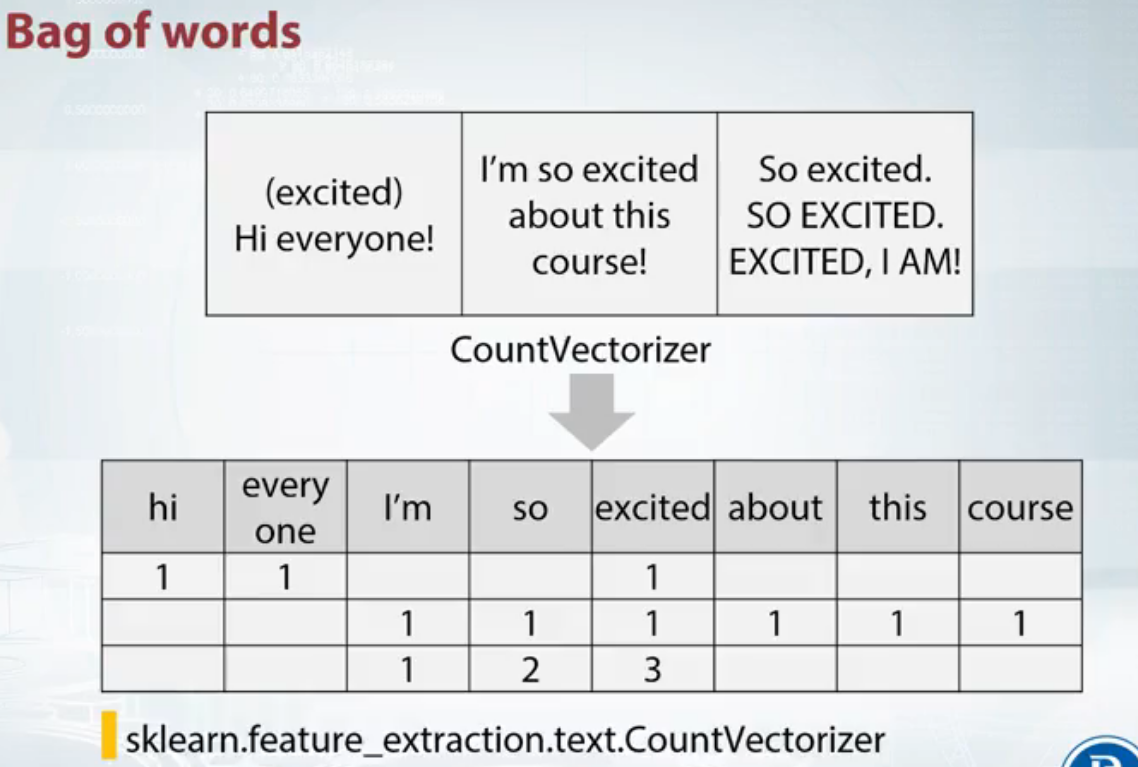 Bag of words
(excited)
Hi everyone!
I'm so excited
about this
course!
So excited.
SO EXCITED.
EXCITED, I AM!
CountVectorizer
hi every one I'm so excited about this course
1 1 1
1 1 1 1 1 1
1 2 3
sklearn.feature_extraction.text.CountVectorizer